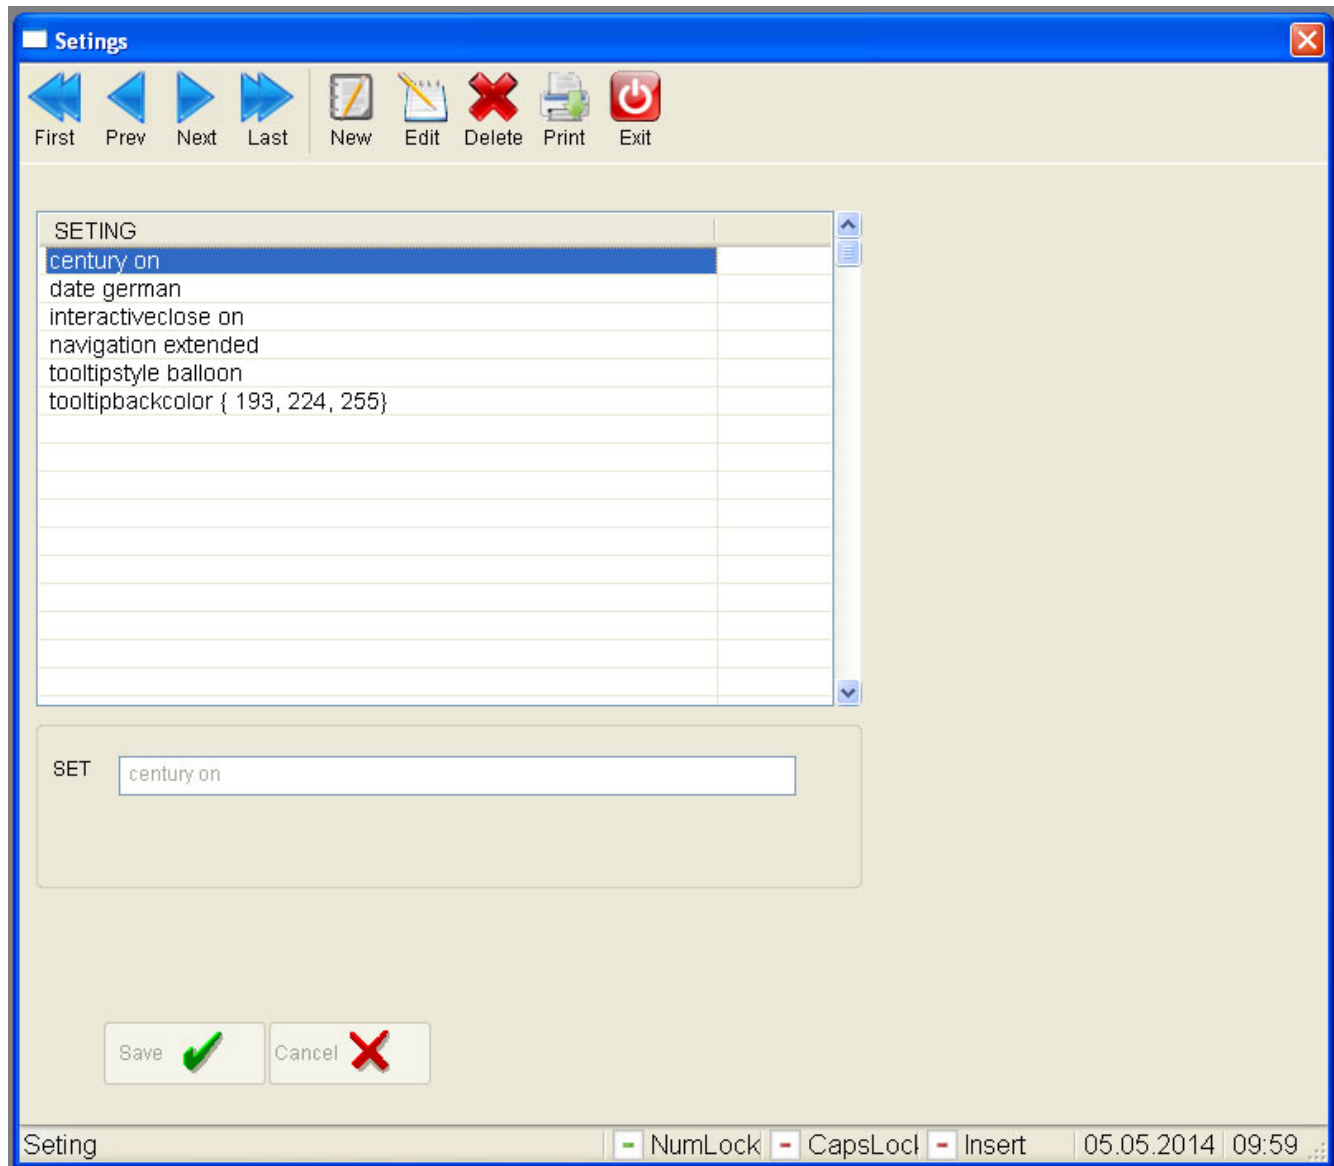 Setings
First Prev Next Last New Edit Delete Print Exit
SETING
century on
date german
interactiveclose on
navigation extended
tooltipstyle balloon
tooltipbackcolor { 193, 224, 255}
SET century on
Save Cancel
Seting - NumLock - CapsLock - Insert 05.05.2014 09:59